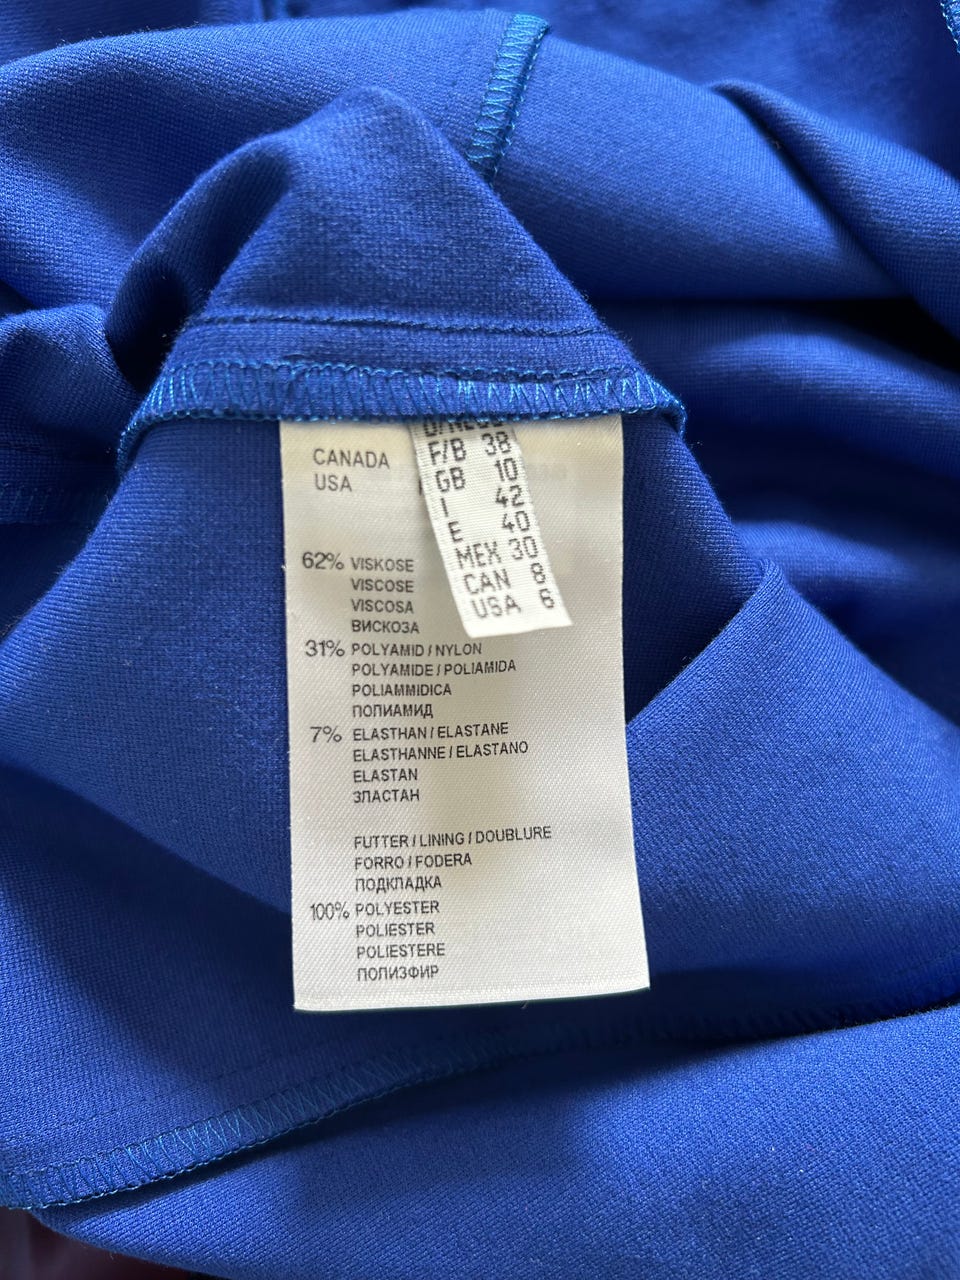 F/B 38
GB 10
I 42
E 40
MEX 30
CAN 8
USA 6
CANADA
USA
62% VISKOSE
VISCOSE
VISCOSA
ВИСКОЗА
31% POLYAMID / NYLON
POLYAMIDE / POLIAMIDA
POLIAMMIDICA
ПОЛИАМИД
7% ELASTHAN / ELASTANE
ELASTHANNE / ELASTANO
ELASTAN
ЗЛАСТАН
FUTTER / LINING / DOUBLURE
FORRO / FODERA
ПОДКЛАДКА
100% POLYESTER
POLIESTER
POLIESTERE
ПОЛИЗФИР